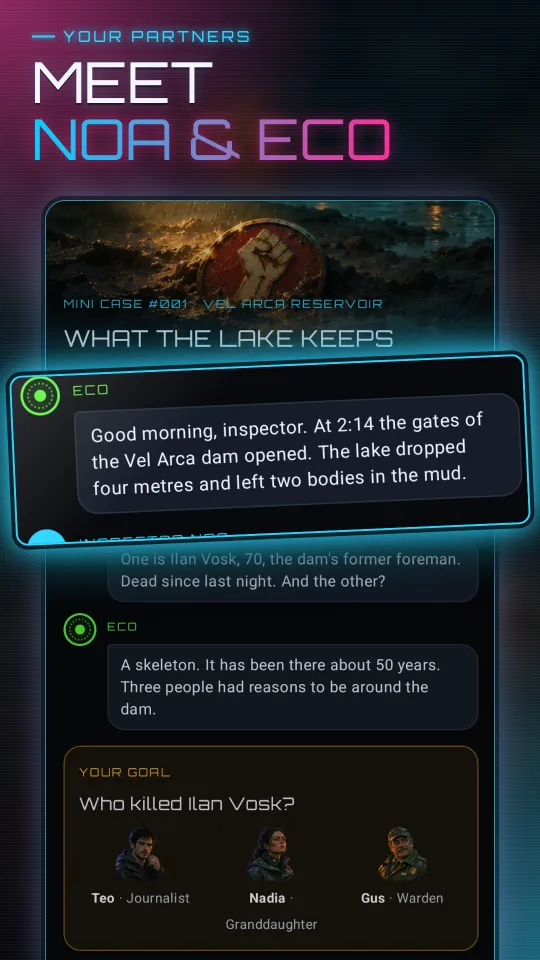 YOUR PARTNERS
MEET
NOA & ECO
MINI CASE #001 · VEL ARCA RESERVOIR
WHAT THE LAKE KEEPS
ECO
Good morning, inspector. At 2:14 the gates of
the Vel Arca dam opened. The lake dropped
four metres and left two bodies in the mud.
INSPECTOR NOA
One is Ilan Vosk, 70, the dam's former foreman.
Dead since last night. And the other?
ECO
A skeleton. It has been there about 50 years.
Three people had reasons to be around the
dam.
YOUR GOAL
Who killed Ilan Vosk?
Teo · Journalist
Nadia ·
Granddaughter
Gus · Warden